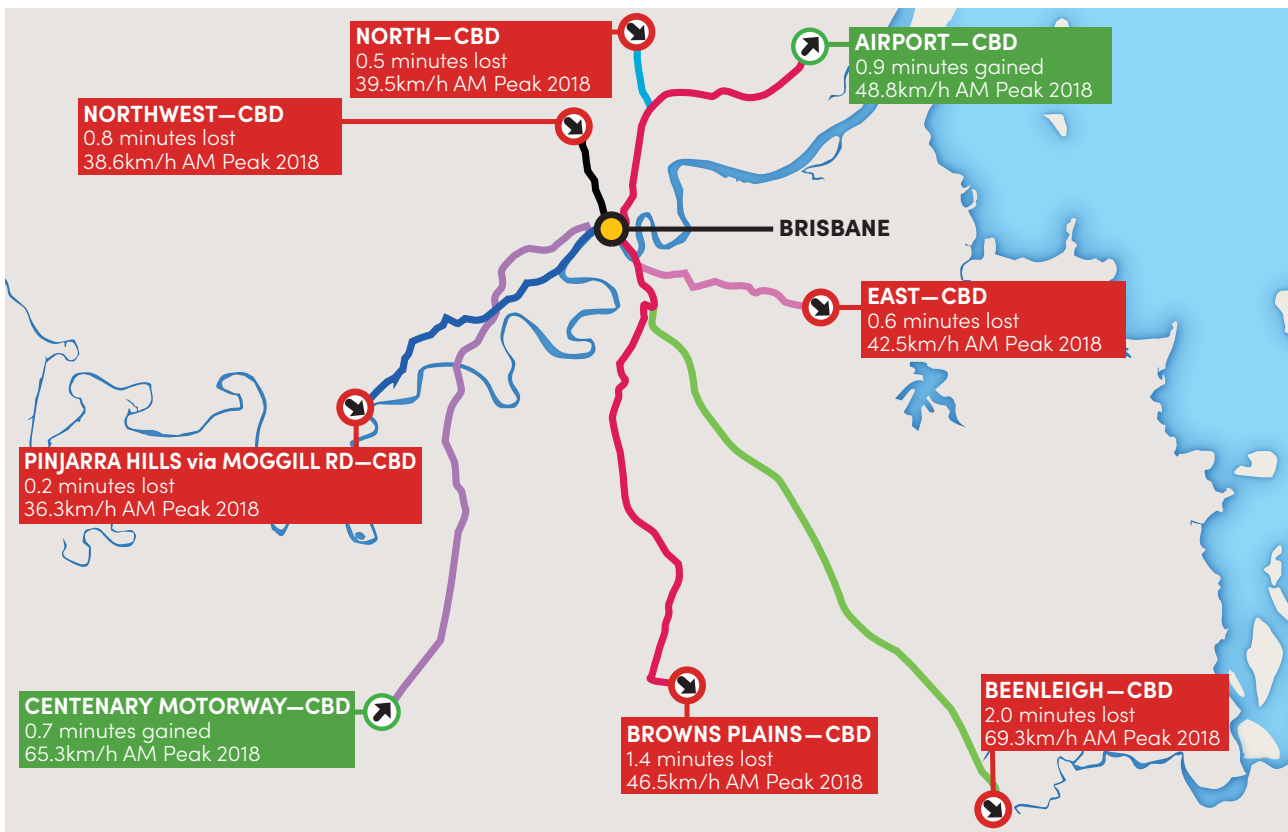 NORTH—CBD
0.5 minutes lost
39.5km/h AM Peak 2018
AIRPORT—CBD
0.9 minutes gained
48.8km/h AM Peak 2018
NORTHWEST—CBD
0.8 minutes lost
38.6km/h AM Peak 2018
BRISBANE
EAST—CBD
0.6 minutes lost
42.5km/h AM Peak 2018
PINJARRA HILLS via MOGGILL RD—CBD
0.2 minutes lost
36.3km/h AM Peak 2018
CENTENARY MOTORWAY—CBD
0.7 minutes gained
65.3km/h AM Peak 2018
BROWNS PLAINS—CBD
1.4 minutes lost
46.5km/h AM Peak 2018
BEENLEIGH—CBD
2.0 minutes lost
69.3km/h AM Peak 2018